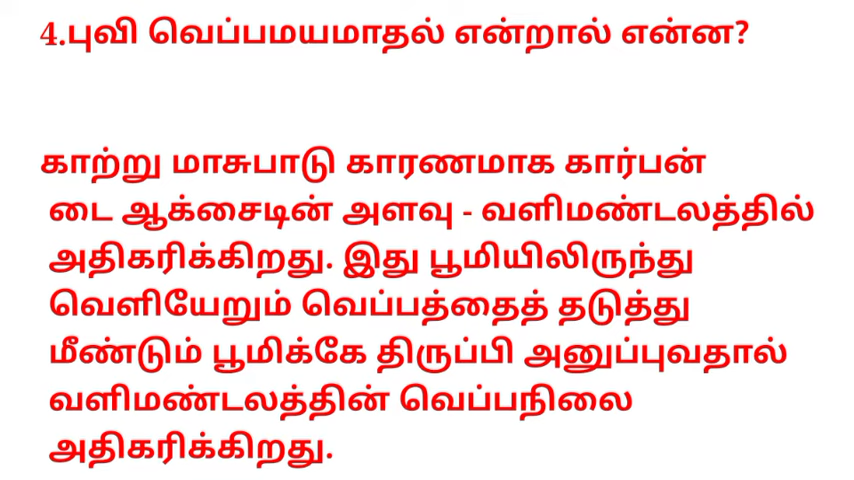 4.புவி வெப்பமயமாதல் என்றால் என்ன?
காற்று மாசுபாடு காரணமாக கார்பன்
டை ஆக்சைடின் அளவு - வளிமண்டலத்தில்
அதிகரிக்கிறது. இது பூமியிலிருந்து
வெளியேறும் வெப்பத்தைத் தடுத்து
மீண்டும் பூமிக்கே திருப்பி அனுப்புவதால்
வளிமண்டலத்தின் வெப்பநிலை
அதிகரிக்கிறது.